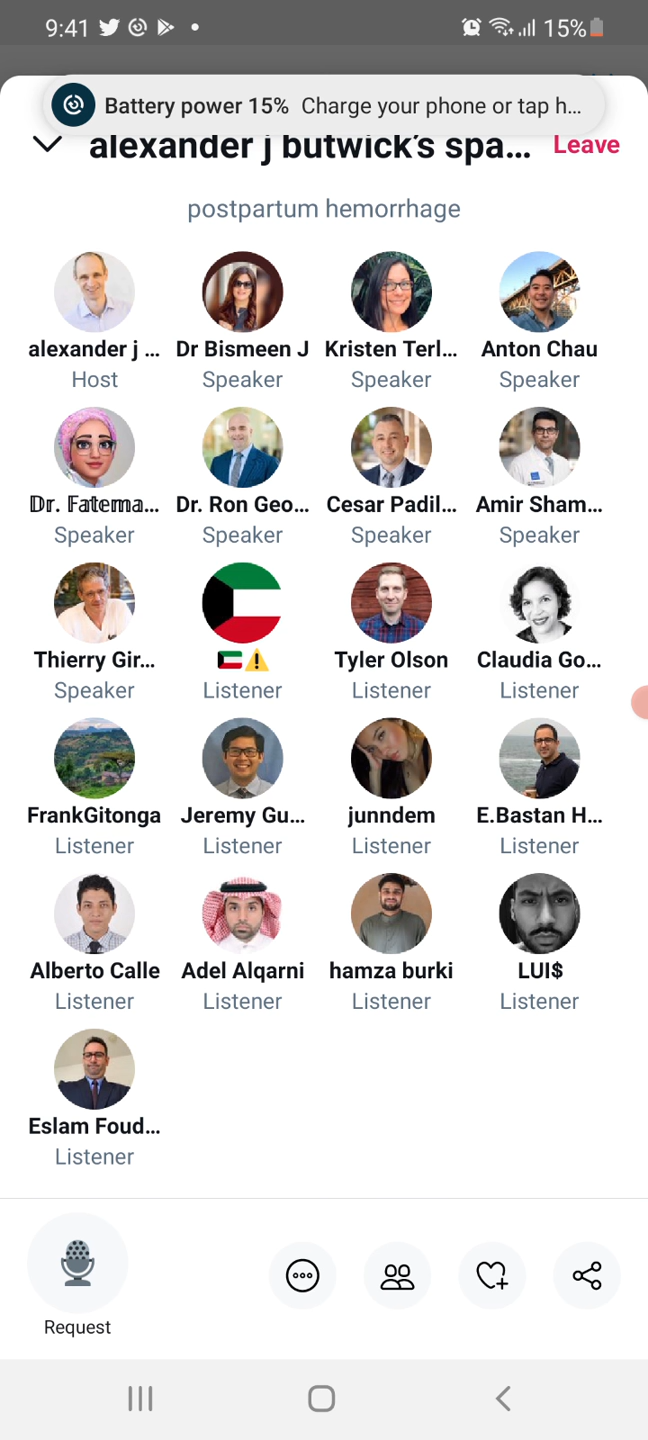 9:41
15%
Battery power 15% Charge your phone or tap h...
alexander j butwick's spa... Leave
postpartum hemorrhage
alexander j ... Dr Bismeen J Kristen Terl... Anton Chau
Host Speaker Speaker Speaker
𝔻𝕣. 𝔽𝕒𝕥𝕖𝕞𝕒... Dr. Ron Geo... Cesar Padil... Amir Sham...
Speaker Speaker Speaker Speaker
Thierry Gir... 🇰🇼⚠️ Tyler Olson Claudia Go...
Speaker Listener Listener Listener
FrankGitonga Jeremy Gu... junndem E.Bastan H...
Listener Listener Listener Listener
Alberto Calle Adel Alqarni hamza burki LUI$
Listener Listener Listener Listener
Eslam Foud...
Listener
Request